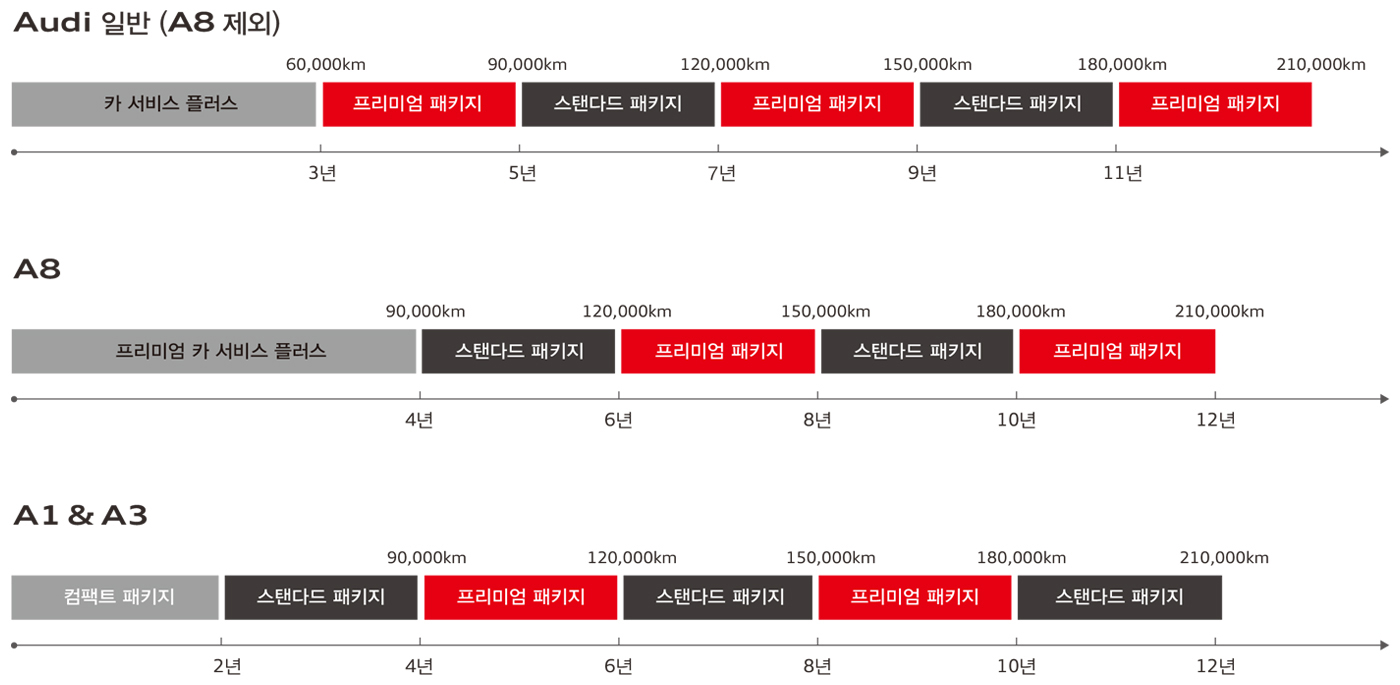 Audi 일반 (A8 제외)
60,000km 90,000km 120,000km 150,000km 180,000km 210,000km
카 서비스 플러스 프리미엄 패키지 스탠다드 패키지 프리미엄 패키지 스탠다드 패키지 프리미엄 패키지
3년 5년 7년 9년 11년
A8
90,000km 120,000km 150,000km 180,000km 210,000km
프리미엄 카 서비스 플러스 스탠다드 패키지 프리미엄 패키지 스탠다드 패키지 프리미엄 패키지
4년 6년 8년 10년 12년
A1 & A3
90,000km 120,000km 150,000km 180,000km 210,000km
컴팩트 패키지 스탠다드 패키지 프리미엄 패키지 스탠다드 패키지 프리미엄 패키지 스탠다드 패키지
2년 4년 6년 8년 10년 12년